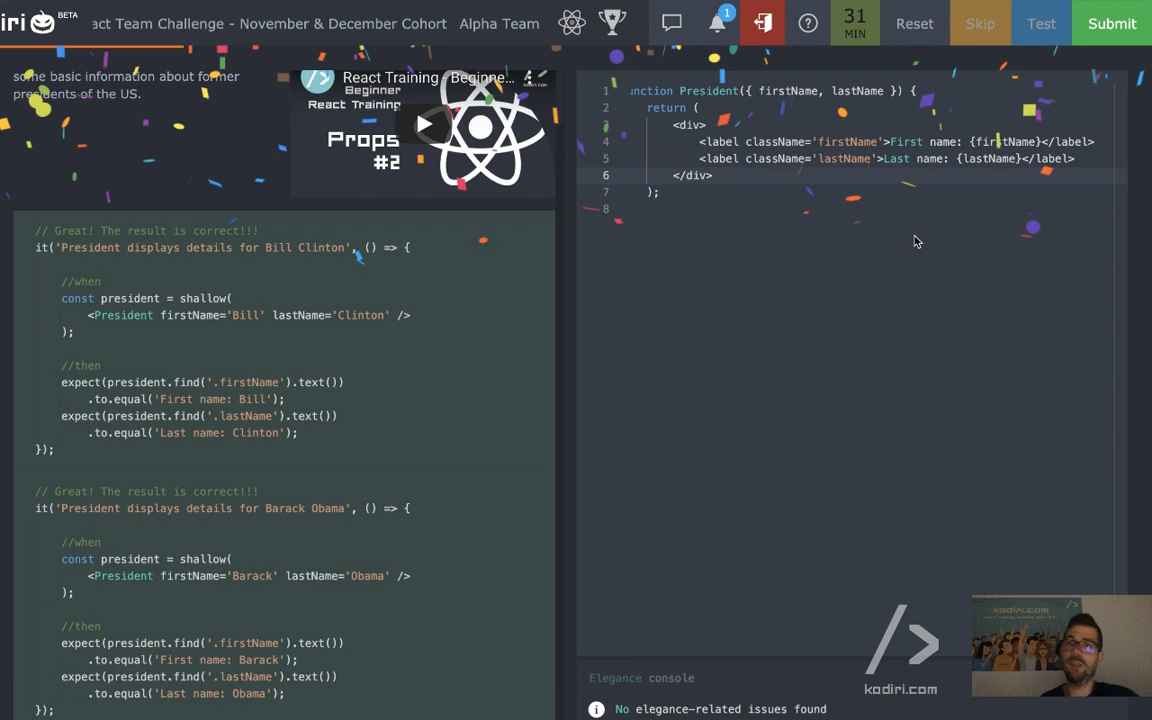 iri BETA
act Team Challenge - November & December Cohort Alpha Team
1
31 MIN
Reset
Skip
Test
Submit
some basic information about former
presidents of the US.
React Training - Beginne...
Beginner
React Training
Props
#2
// Great! The result is correct!!!
it('President displays details for Bill Clinton', () => {
//when
const president = shallow(
<President firstName='Bill' lastName='Clinton' />
);
//then
expect(president.find('.firstName').text())
.to.equal('First name: Bill');
expect(president.find('.lastName').text())
.to.equal('Last name: Clinton');
});
// Great! The result is correct!!!
it('President displays details for Barack Obama', () => {
//when
const president = shallow(
<President firstName='Barack' lastName='Obama' />
);
//then
expect(president.find('.firstName').text())
.to.equal('First name: Barack');
expect(president.find('.lastName').text())
.to.equal('Last name: Obama');
});
1 nction President({ firstName, lastName }) {
2 return (
3 <div>
4 <label className='firstName'>First name: {firstName}</label>
5 <label className='lastName'>Last name: {lastName}</label>
6 </div>
7 );
8
Elegance console
No elegance-related issues found
/>
kodiri.com
kodiri.com
/>